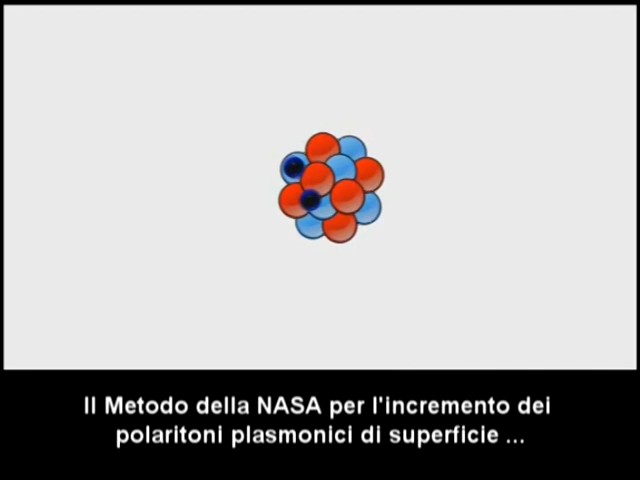 Il Metodo della NASA per l'incremento dei
polaritoni plasmonici di superficie ...